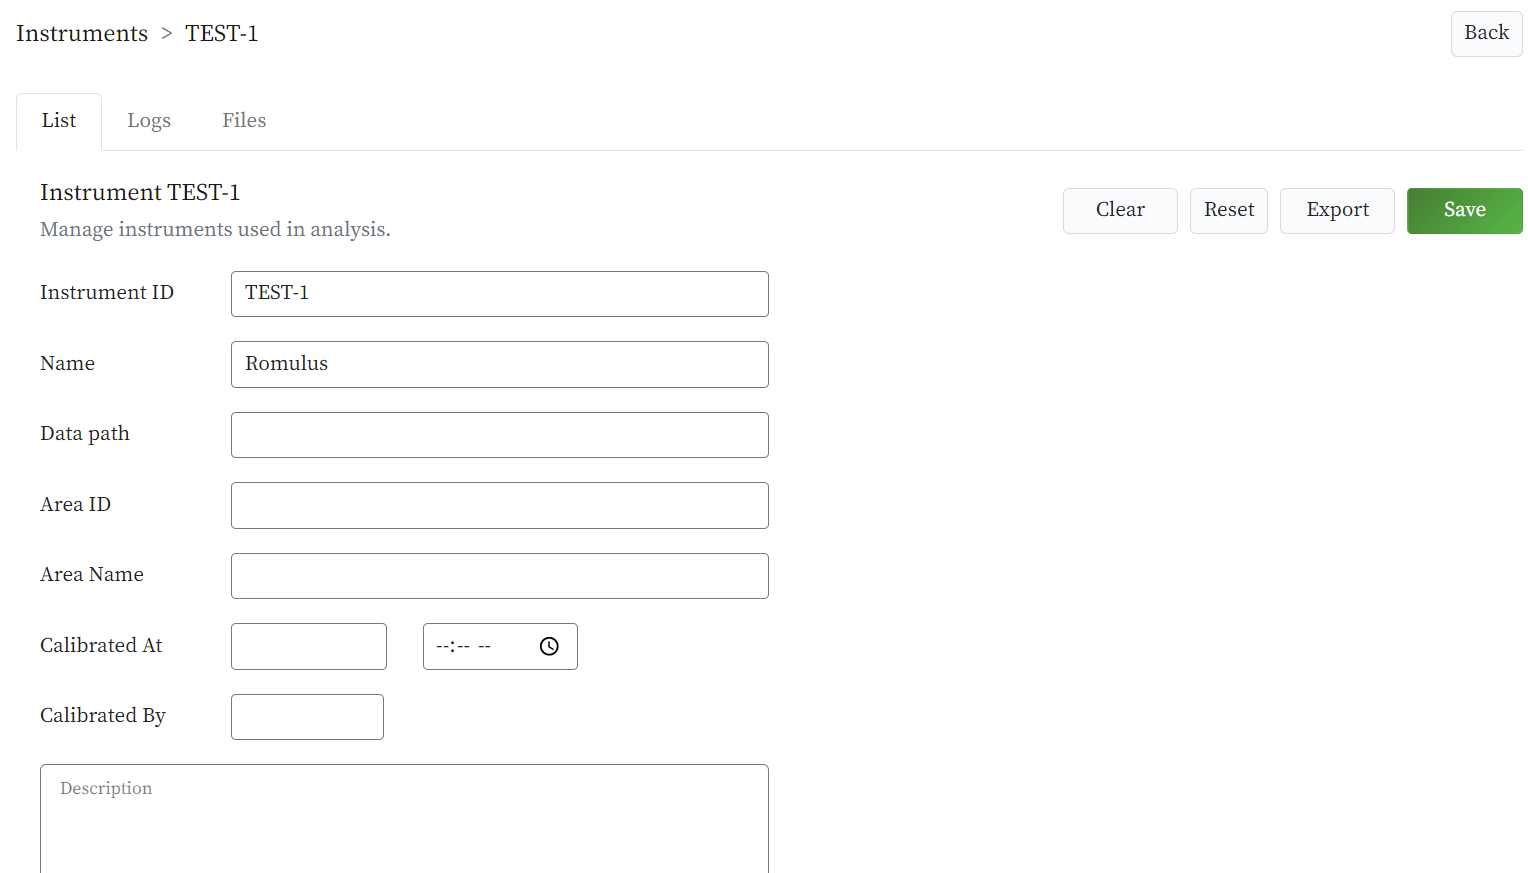 Instruments > TEST-1
Back
List
Logs
Files
Instrument TEST-1
Manage instruments used in analysis.
Clear
Reset
Export
Save
Instrument ID
TEST-1
Name
Romulus
Data path
Area ID
Area Name
Calibrated At
--:-- --
Calibrated By
Description